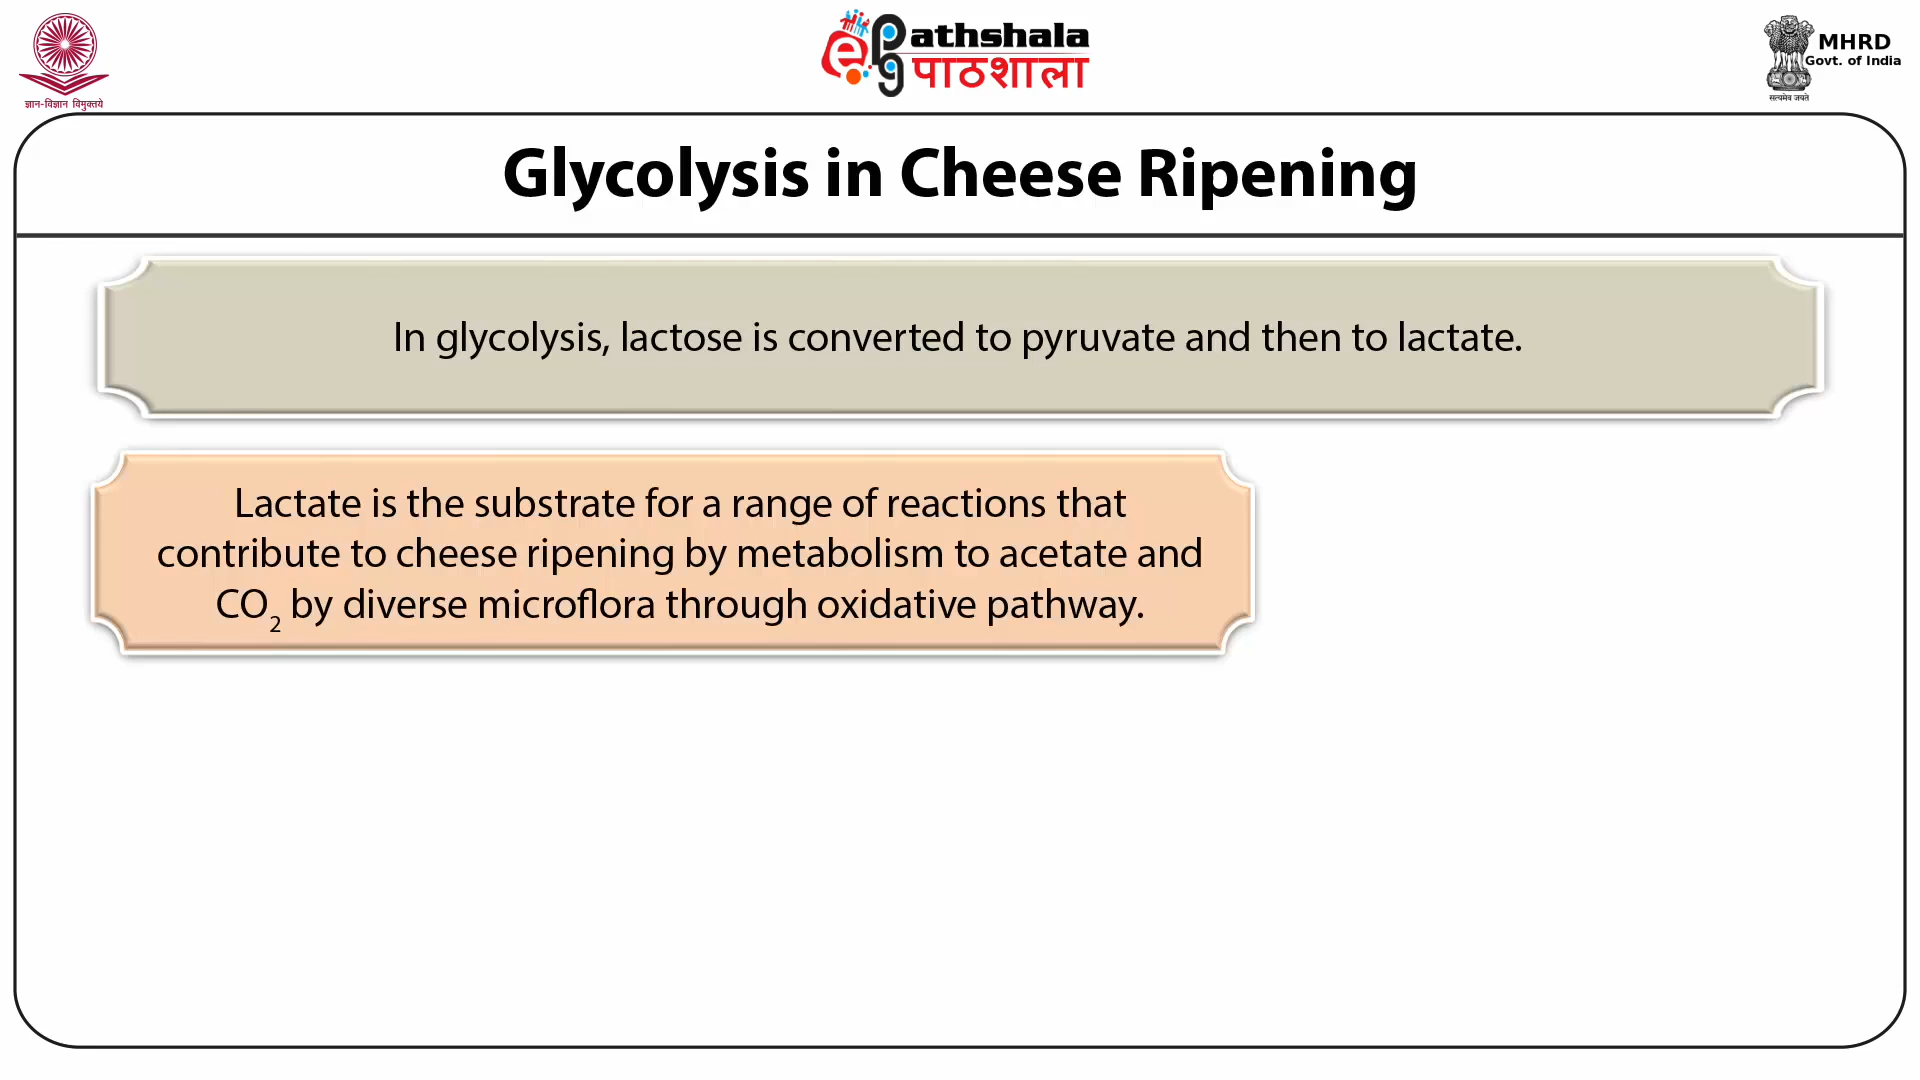 ज्ञान-विज्ञान विमुक्तये
ePathshala
पाठशाला
MHRD
Govt. of India
सत्यमेव जयते
Glycolysis in Cheese Ripening
In glycolysis, lactose is converted to pyruvate and then to lactate.
Lactate is the substrate for a range of reactions that
contribute to cheese ripening by metabolism to acetate and
CO₂ by diverse microflora through oxidative pathway.